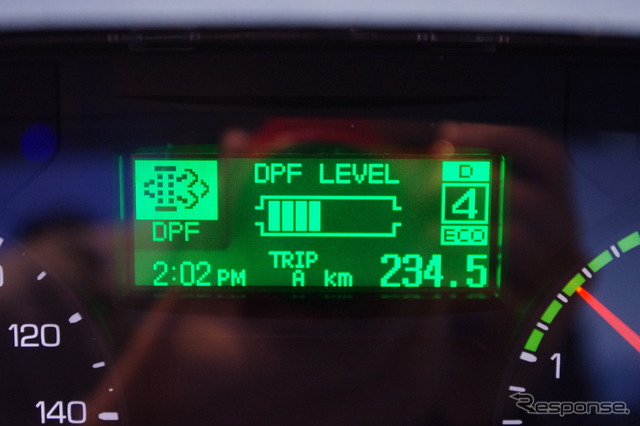 DPF LEVEL
D
4
ECO
DPF
2:02 PM
TRIP A km
234.5
120
140
1
Response.